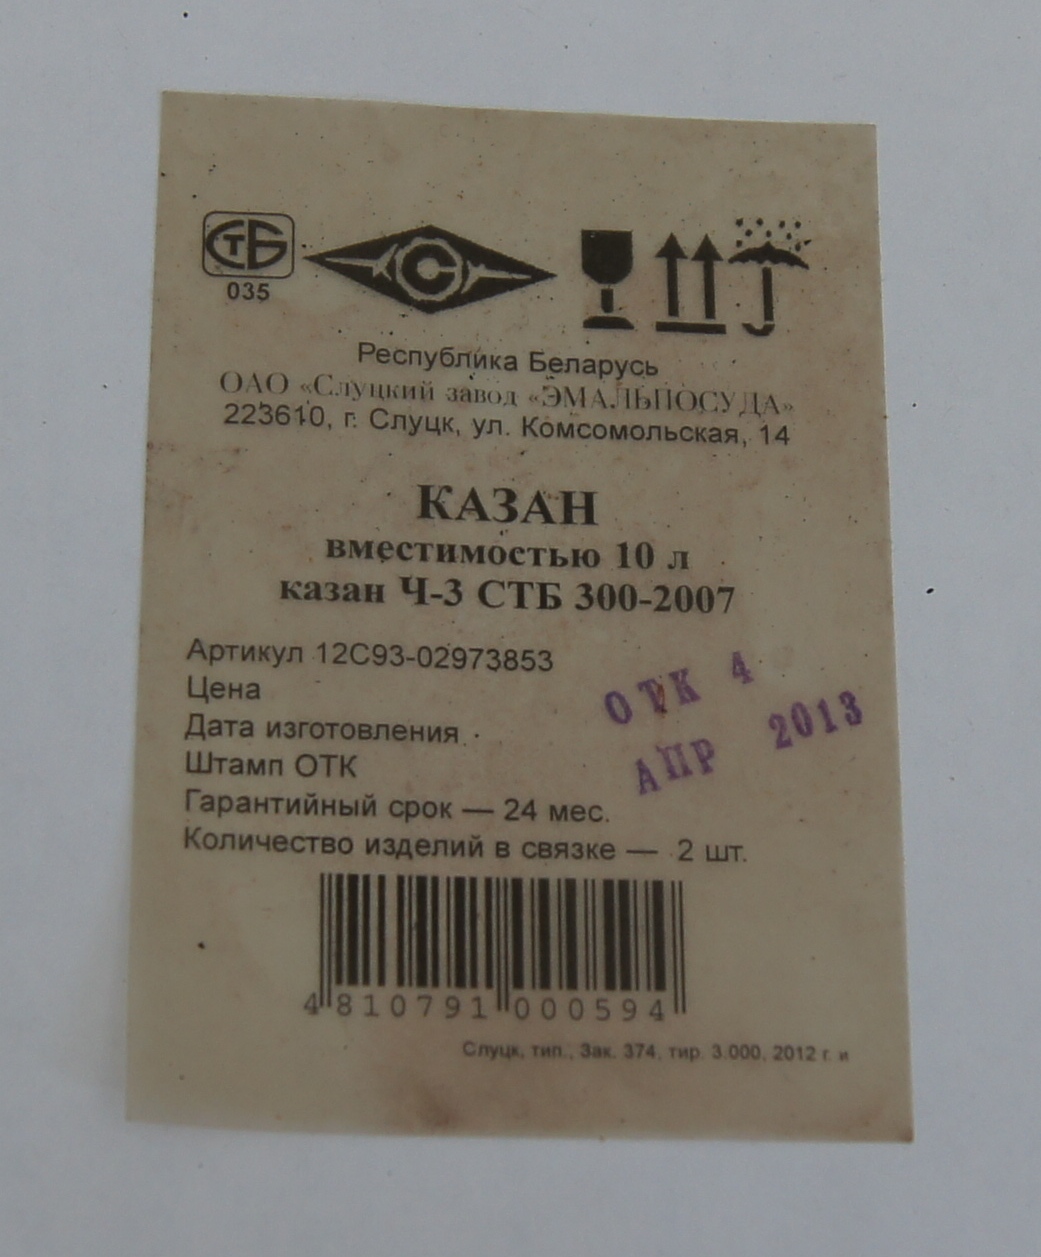 СТБ
035
С
Республика Беларусь
ОАО «Слуцкий завод «ЭМАЛЬПОСУДА»
223610, г. Слуцк, ул. Комсомольская, 14
КАЗАН
вместимостью 10 л
казан Ч-3 СТБ 300-2007
Артикул 12С93-02973853
Цена
Дата изготовления
Штамп ОТК
ОТК 4
АПР 2013
Гарантийный срок — 24 мес.
Количество изделий в связке — 2 шт.
4 810791 000594
Слуцк, тип., Зак. 374, тир. 3.000, 2012 г. и